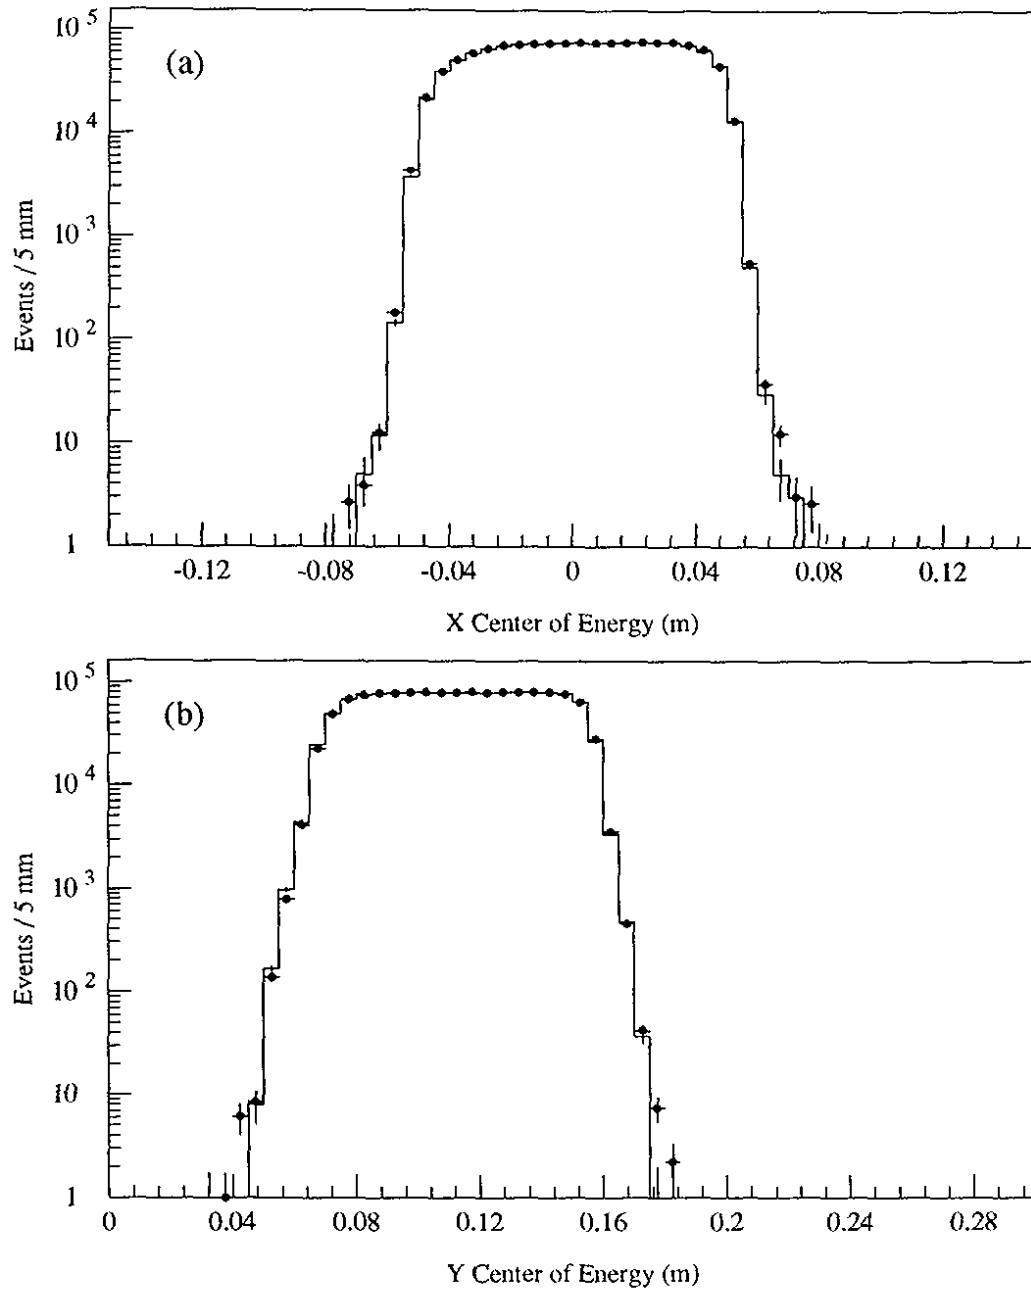 10^5
(a)
10^4
10^3
10^2
10
1
Events / 5 mm
-0.12 -0.08 -0.04 0 0.04 0.08 0.12
X Center of Energy (m)
10^5
(b)
10^4
10^3
10^2
10
1
Events / 5 mm
0 0.04 0.08 0.12 0.16 0.2 0.24 0.28
Y Center of Energy (m)